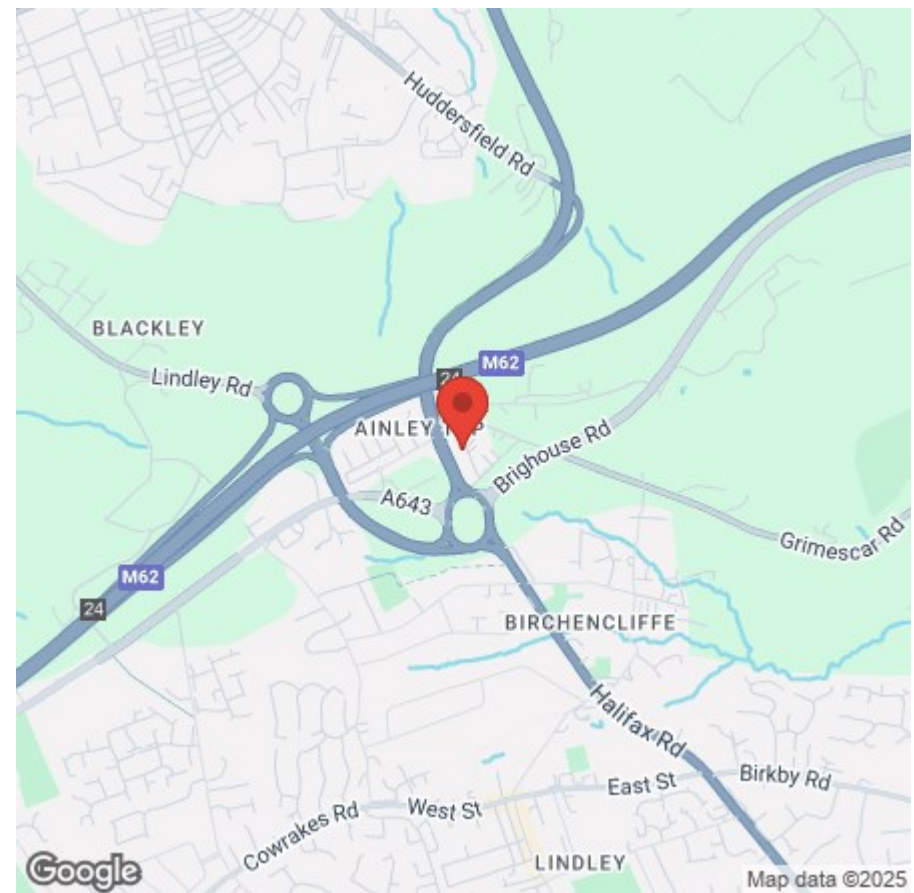 Huddersfield Rd
BLACKLEY
Lindley Rd
M62
24
AINLEY
Brighouse Rd
A643
Grimescar Rd
M62
24
BIRCHENCLIFFE
Halifax Rd
Birkby Rd
East St
West St
Cowrakes Rd
LINDLEY
Google
Map data ©2025